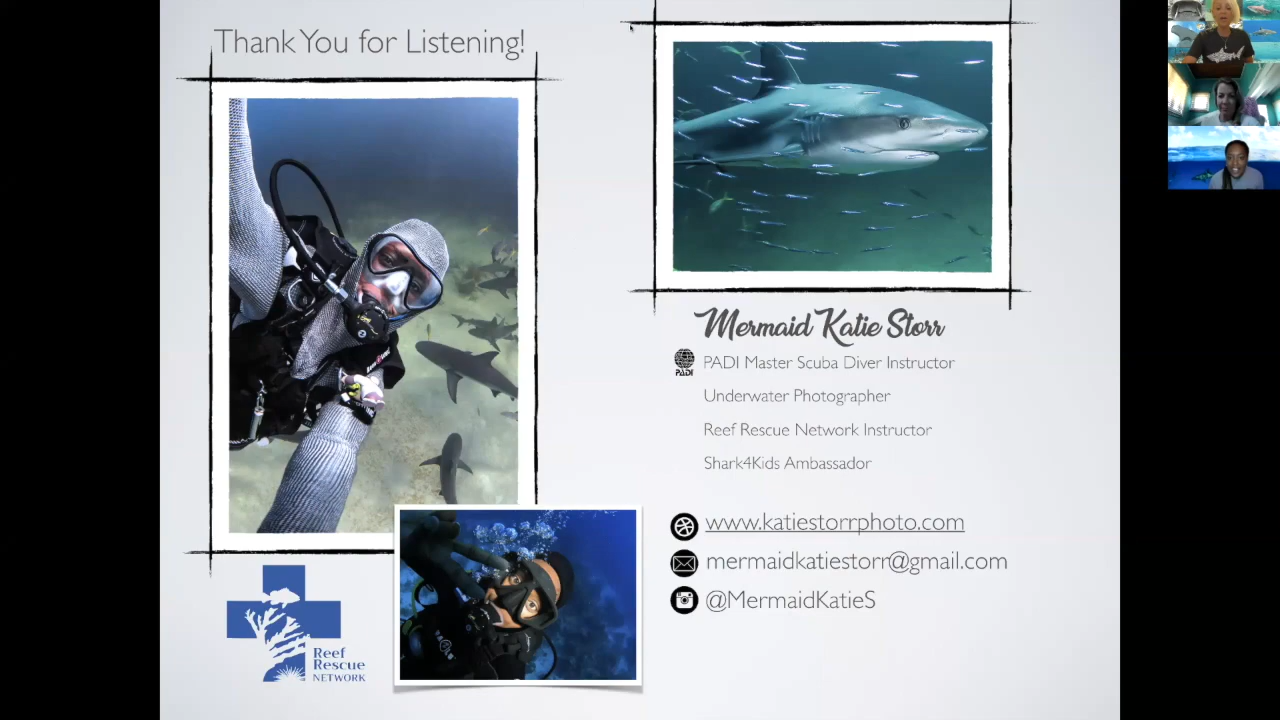 Thank You for Listening!
Mermaid Katie Storr
PADI
PADI Master Scuba Diver Instructor
Underwater Photographer
Reef Rescue Network Instructor
Shark4Kids Ambassador
www.katiestorrphoto.com
mermaidkatiestorr@gmail.com
@MermaidKatieS
Reef
Rescue
NETWORK